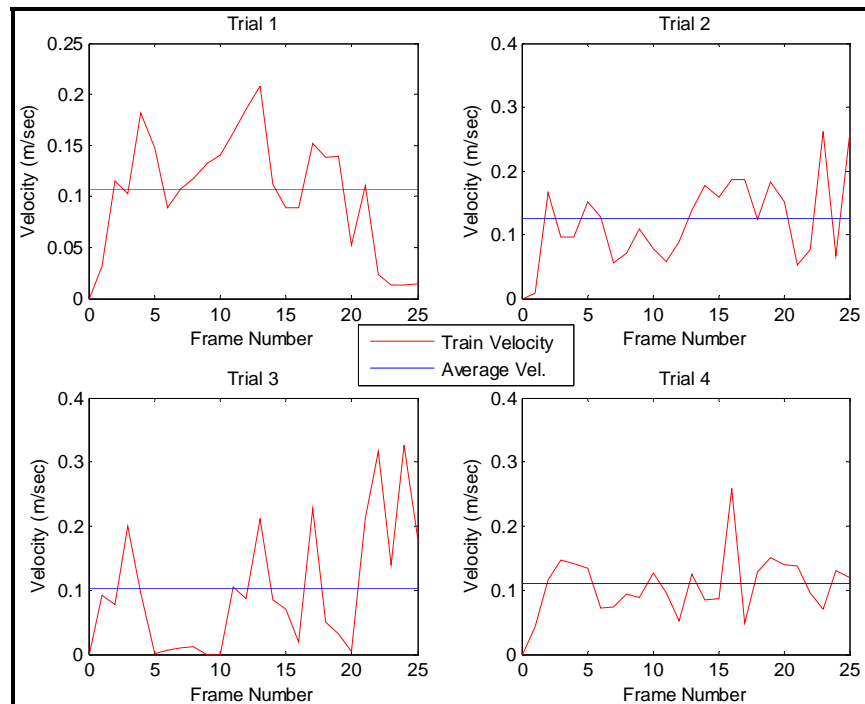 Trial 1
Velocity (m/sec)
0.25
0.2
0.15
0.1
0.05
0
0 5 10 15 20 25
Frame Number
Trial 2
Velocity (m/sec)
0.4
0.3
0.2
0.1
0
0 5 10 15 20 25
Frame Number
Train Velocity
Average Vel.
Trial 3
Velocity (m/sec)
0.4
0.3
0.2
0.1
0
0 5 10 15 20 25
Frame Number
Trial 4
Velocity (m/sec)
0.4
0.3
0.2
0.1
0
0 5 10 15 20 25
Frame Number